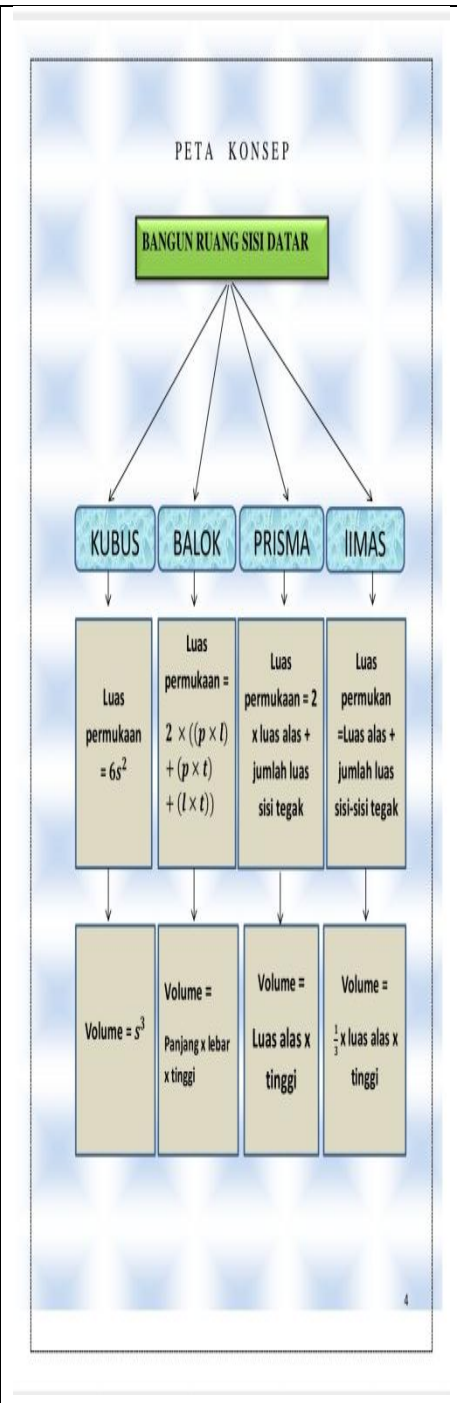 PETA KONSEP
BANGUN RUANG SISI DATAR
KUBUS
BALOK
PRISMA
IIMAS
Luas
permukaan
= 6s²
Luas
permukaan =
2 × ((p × l)
+ (p × t)
+ (l × t))
Luas
permukaan = 2
x luas alas +
jumlah luas
sisi tegak
Luas
permukan
=Luas alas +
jumlah luas
sisi-sisi tegak
Volume = s³
Volume =
Panjang x lebar
x tinggi
Volume =
Luas alas x
tinggi
Volume =
1/3 x luas alas x
tinggi
4